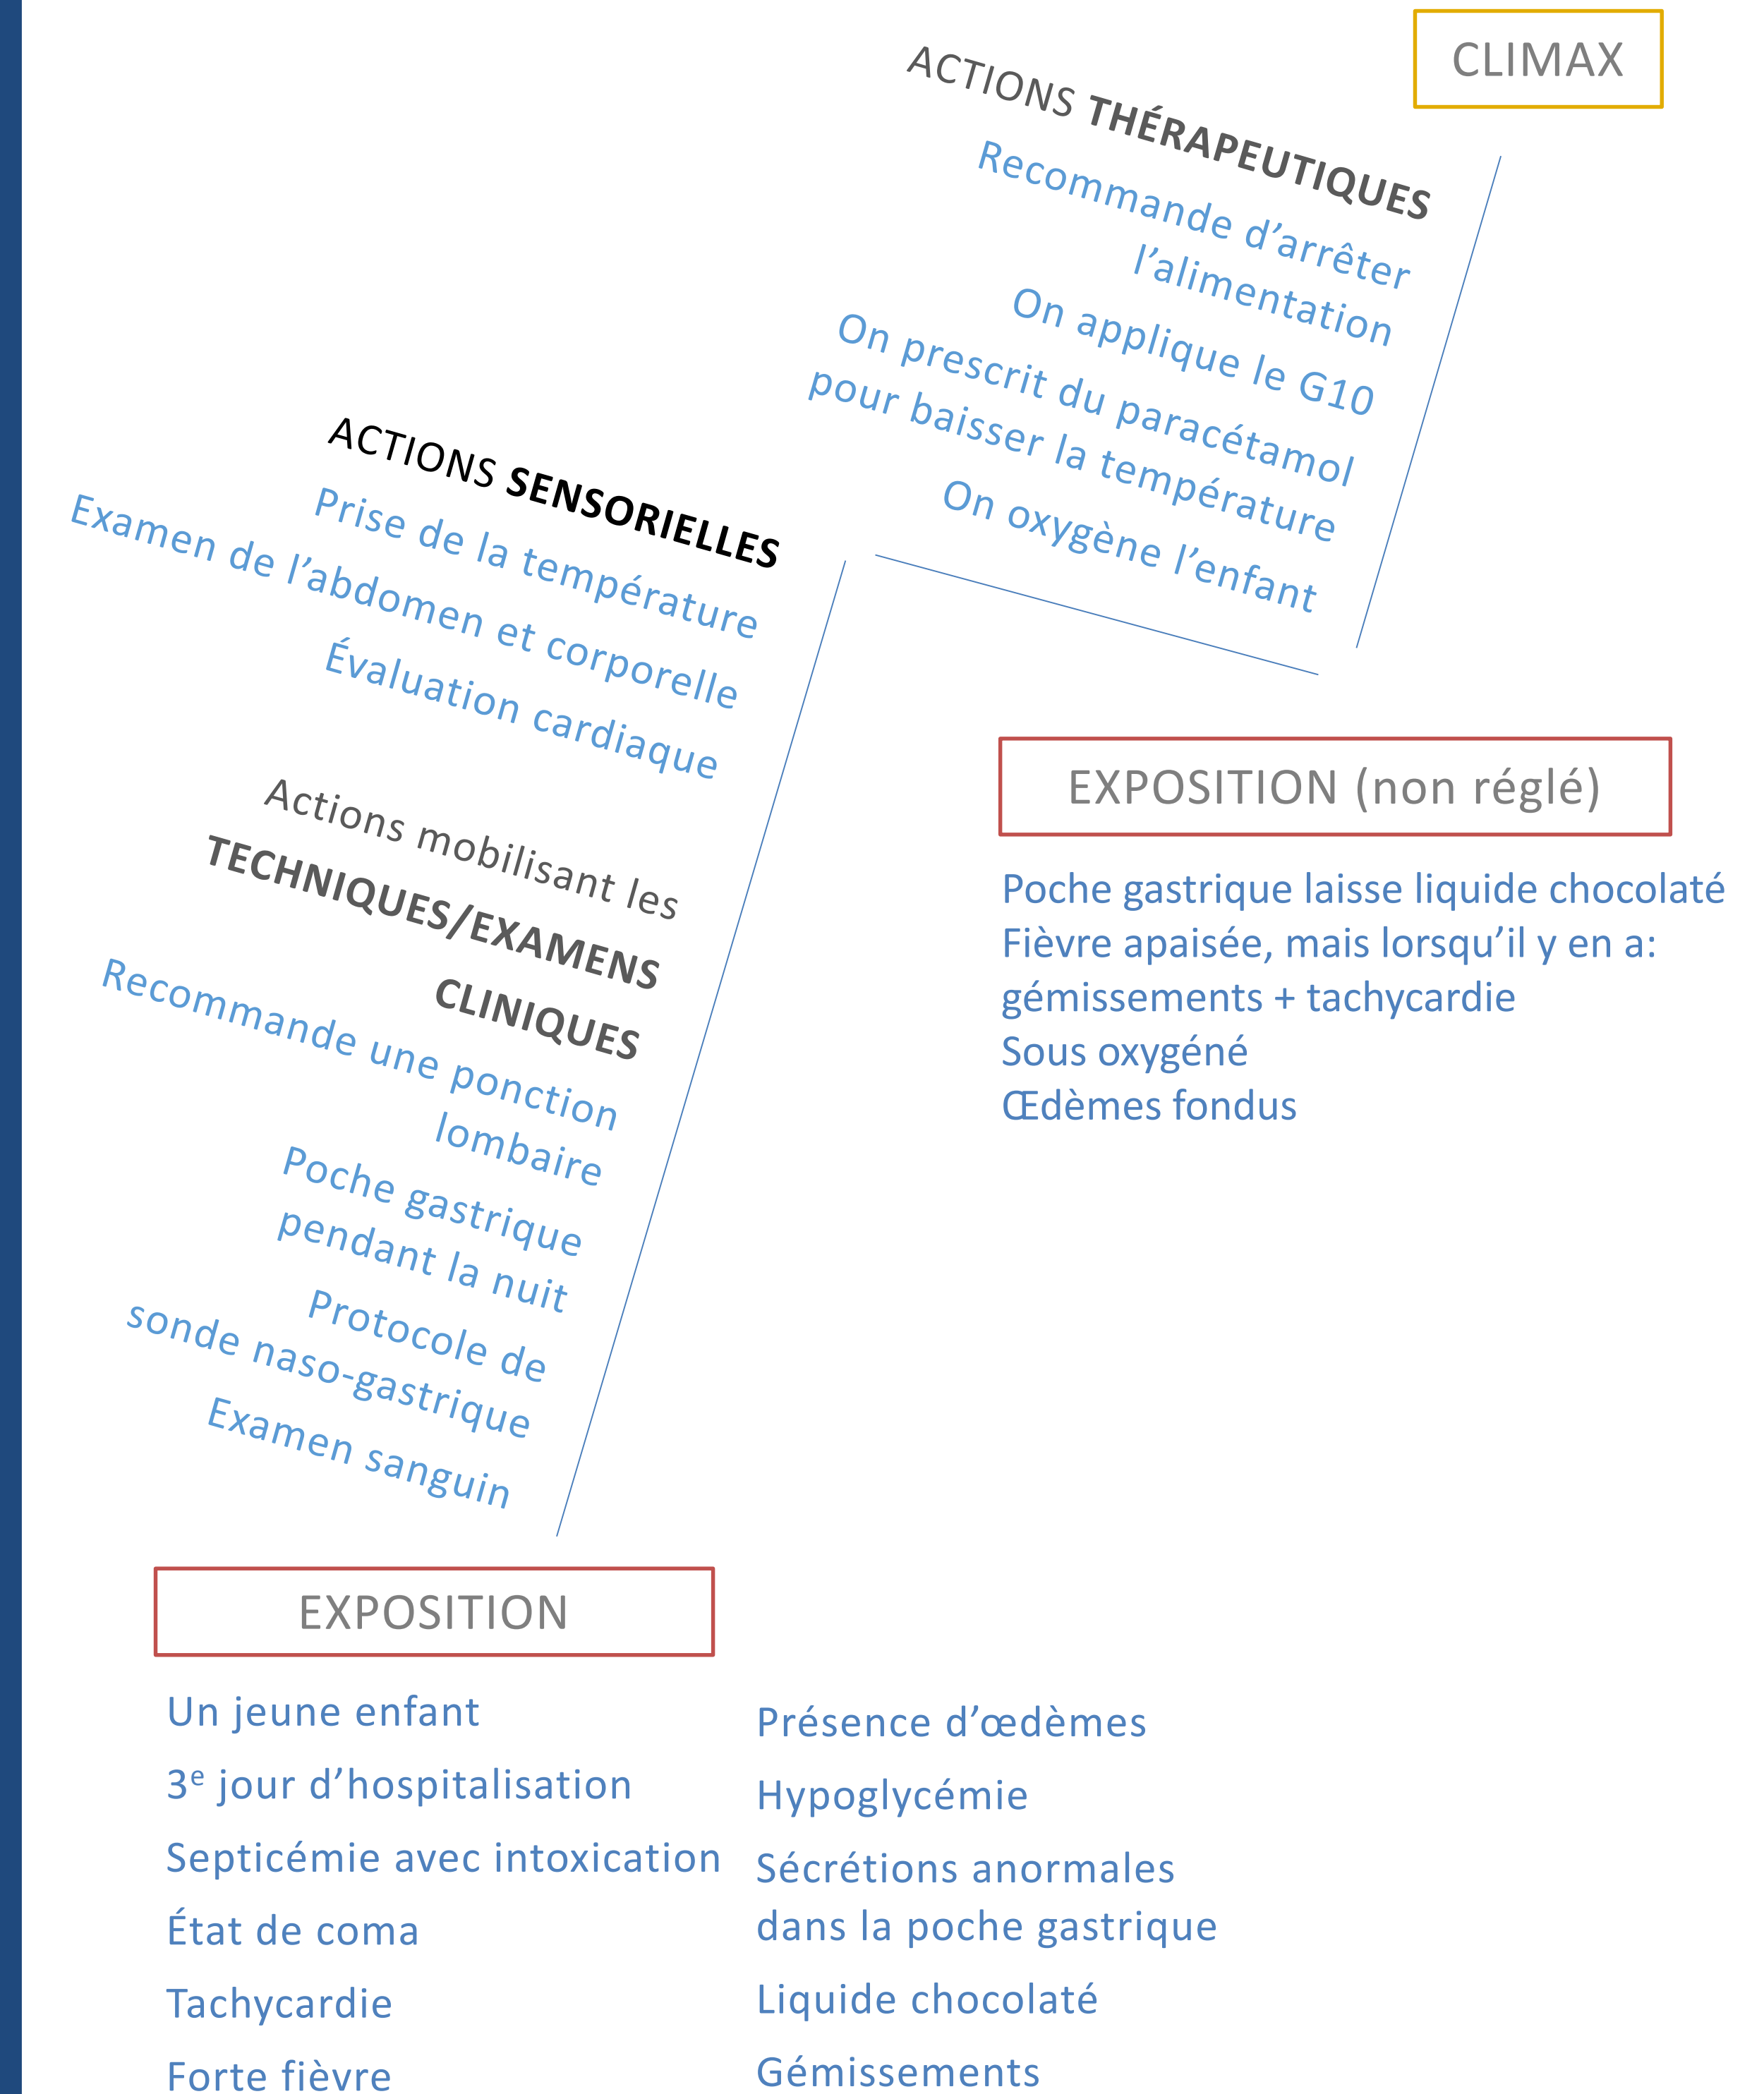 CLIMAX
ACTIONS THÉRAPEUTIQUES
Recommande d’arrêter
l’alimentation
On applique le G10
On prescrit du paracétamol
pour baisser la température
On oxygène l’enfant
ACTIONS SENSORIELLES
Prise de la température
Examen de l’abdomen et corporelle
Évaluation cardiaque
Actions mobilisant les
TECHNIQUES/EXAMENS
CLINIQUES
Recommande une ponction
lombaire
Poche gastrique
pendant la nuit
Protocole de
sonde naso-gastrique
Examen sanguin
EXPOSITION (non réglé)
Poche gastrique laisse liquide chocolaté
Fièvre apaisée, mais lorsqu’il y en a:
gémissements + tachycardie
Sous oxygéné
Œdèmes fondus
EXPOSITION
Un jeune enfant
3e jour d’hospitalisation
Septicémie avec intoxication
État de coma
Tachycardie
Forte fièvre
Présence d’œdèmes
Hypoglycémie
Sécrétions anormales
dans la poche gastrique
Liquide chocolaté
Gémissements